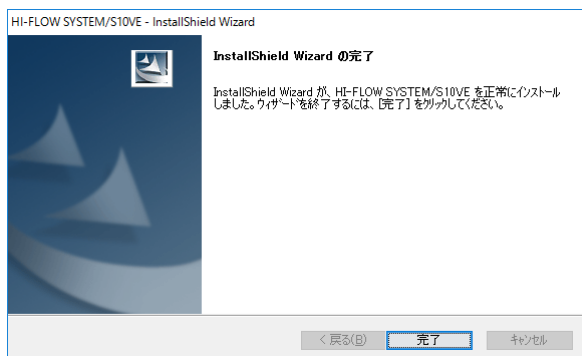 HI-FLOW SYSTEM/S10VE - InstallShield Wizard
InstallShield Wizard の完了
InstallShield Wizard が、HI-FLOW SYSTEM/S10VE を正常にインストール
しました。ウィザードを終了するには、[完了] をクリックしてください。
< 戻る(B)
完了
キャンセル